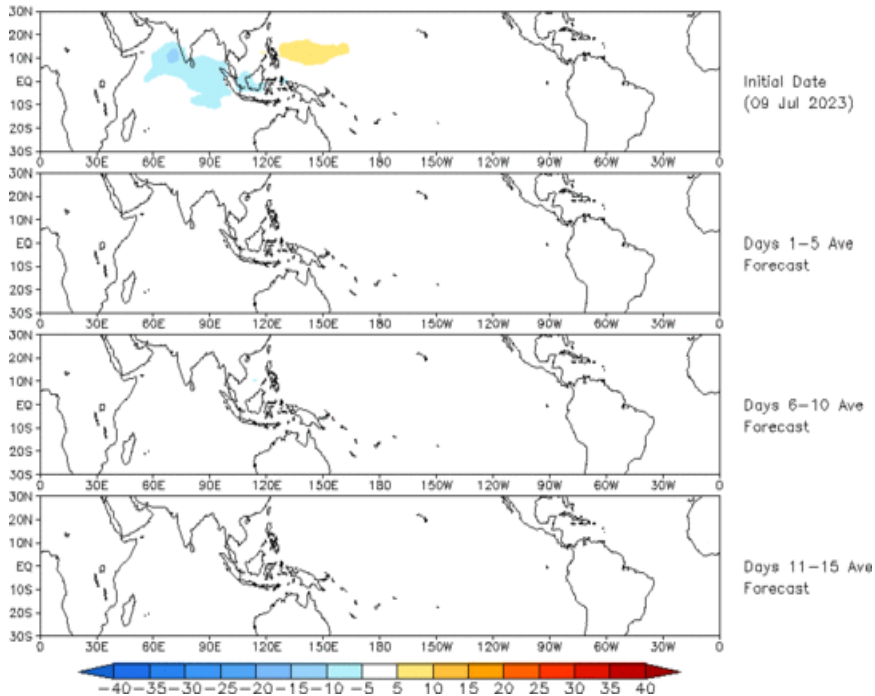 30N
20N
10N
EQ
10S
20S
30S
0 30E 60E 90E 120E 150E 180 150W 120W 90W 60W 30W 0
Initial Date
(09 Jul 2023)
30N
20N
10N
EQ
10S
20S
30S
0 30E 60E 90E 120E 150E 180 150W 120W 90W 60W 30W 0
Days 1-5 Ave
Forecast
30N
20N
10N
EQ
10S
20S
30S
0 30E 60E 90E 120E 150E 180 150W 120W 90W 60W 30W 0
Days 6-10 Ave
Forecast
30N
20N
10N
EQ
10S
20S
30S
0 30E 60E 90E 120E 150E 180 150W 120W 90W 60W 30W 0
Days 11-15 Ave
Forecast
-40 -35 -30 -25 -20 -15 -10 -5 5 10 15 20 25 30 35 40